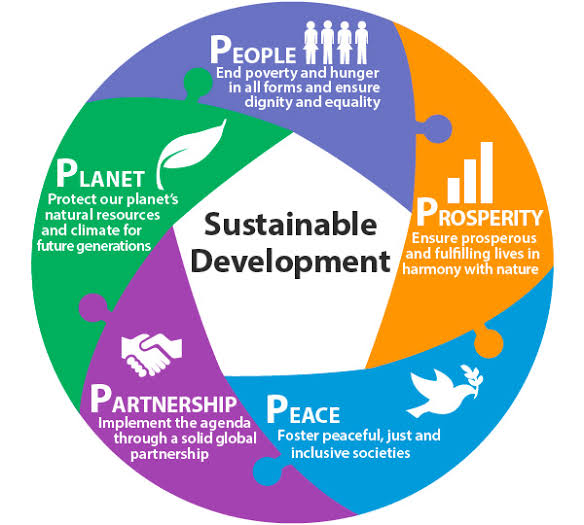 PEOPLE
End poverty and hunger
in all forms and ensure
dignity and equality
PROSPERITY
Ensure prosperous
and fulfilling lives in
harmony with nature
PEACE
Foster peaceful, just and
inclusive societies
PARTNERSHIP
Implement the agenda
through a solid global
partnership
PLANET
Protect our planet's
natural resources
and climate for
future generations
Sustainable
Development